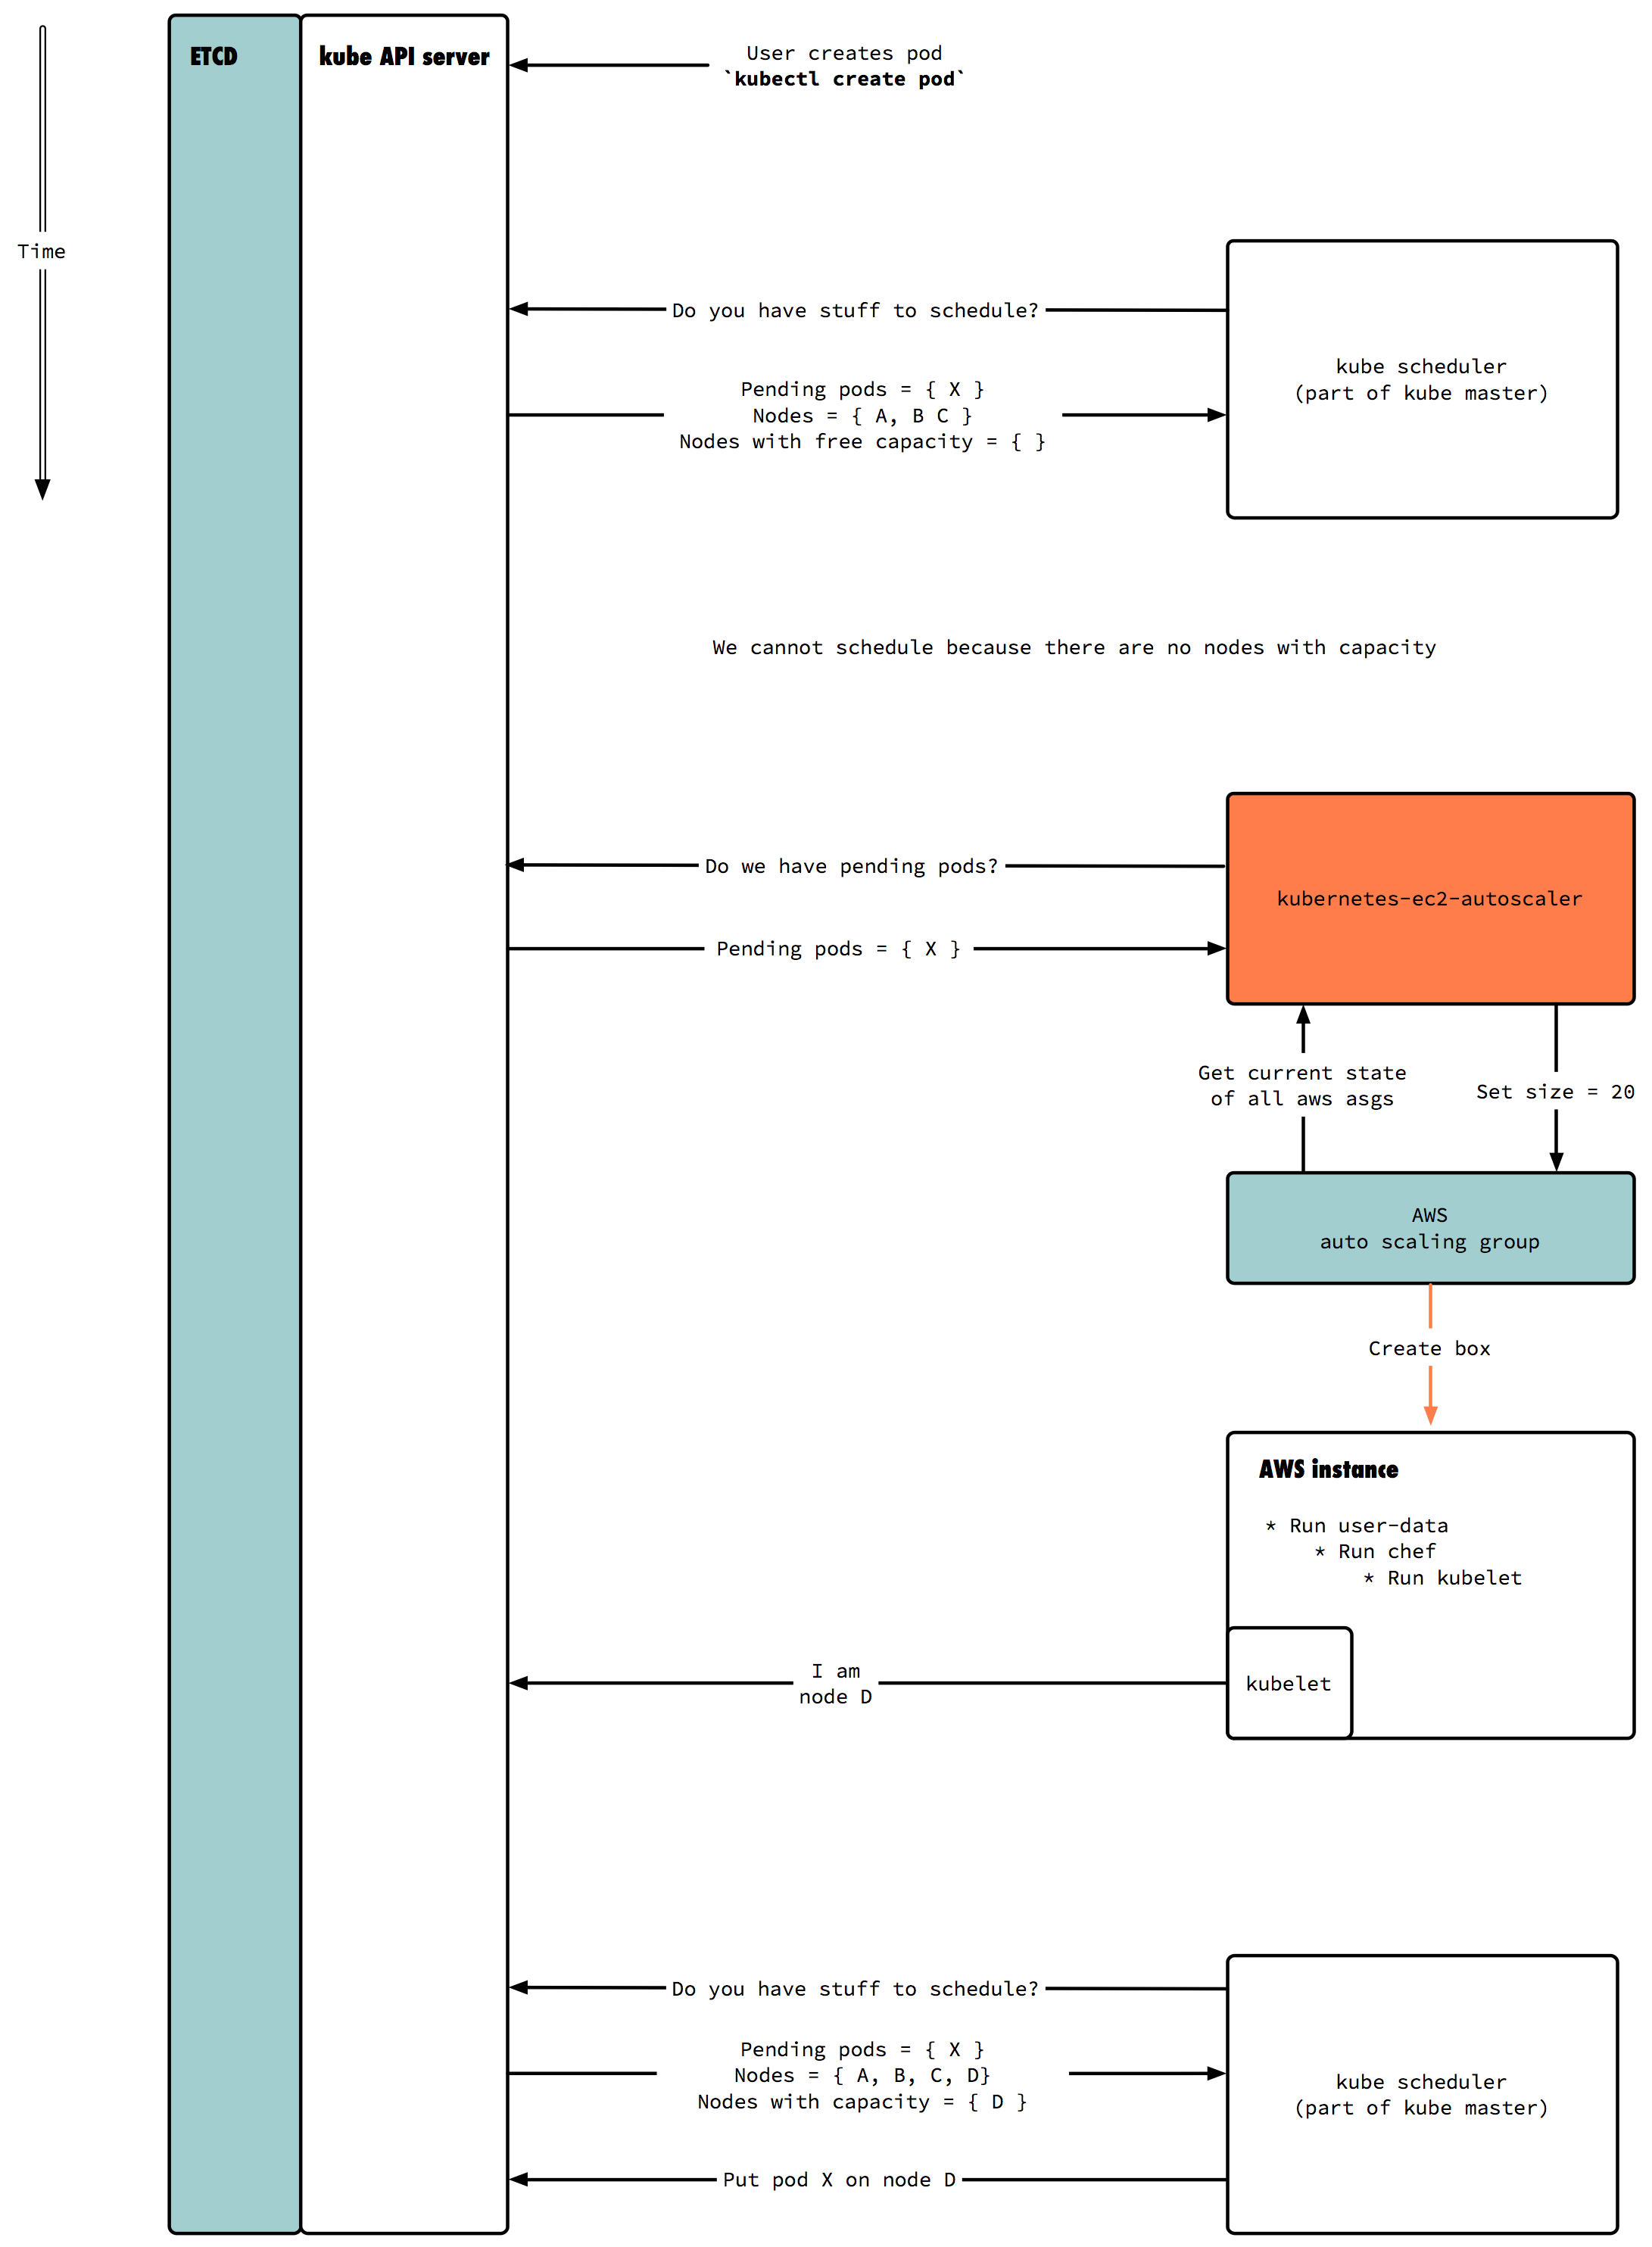 ETCD
kube API server
User creates pod
`kubectl create pod`
Time
Do you have stuff to schedule?
Pending pods = { X }
Nodes = { A, B C }
Nodes with free capacity = { }
kube scheduler
(part of kube master)
We cannot schedule because there are no nodes with capacity
Do we have pending pods?
kubernetes-ec2-autoscaler
Pending pods = { X }
Get current state
of all aws asgs
Set size = 20
AWS
auto scaling group
Create box
AWS instance
* Run user-data
* Run chef
* Run kubelet
I am
node D
kubelet
Do you have stuff to schedule?
Pending pods = { X }
Nodes = { A, B, C, D}
Nodes with capacity = { D }
kube scheduler
(part of kube master)
Put pod X on node D